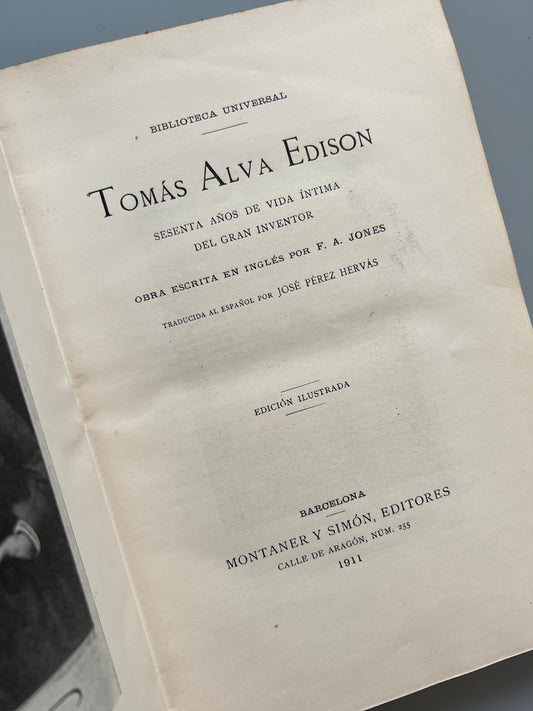 BIBLIOTECA UNIVERSAL
TOMÁS ALVA EDISON
SESENTA AÑOS DE VIDA ÍNTIMA
DEL GRAN INVENTOR
OBRA ESCRITA EN INGLÉS POR F. A. JONES
TRADUCIDA AL ESPAÑOL POR JOSÉ PÉREZ HERVÁS
EDICIÓN ILUSTRADA
BARCELONA
MONTANER Y SIMÓN, EDITORES
CALLE DE ARAGÓN, NÚM. 255
1911